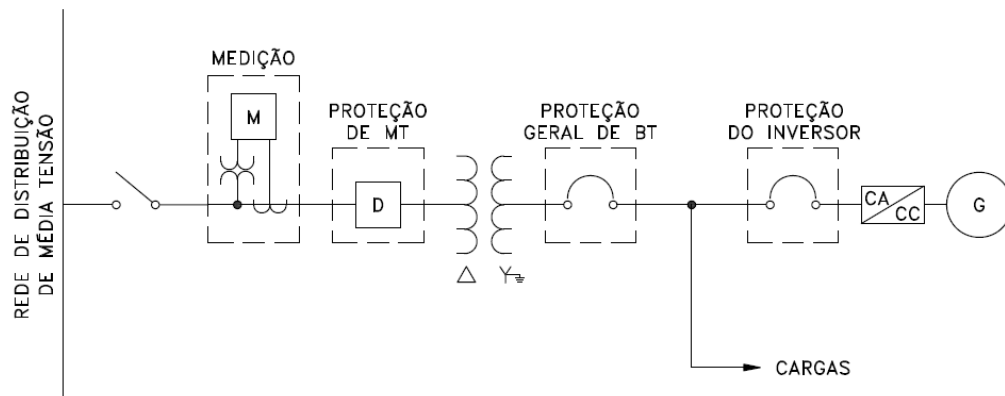 REDE DE DISTRIBUIÇÃO
DE MÉDIA TENSÃO
MEDIÇÃO
M
PROTEÇÃO
DE MT
D
PROTEÇÃO
GERAL DE BT
PROTEÇÃO
DO INVERSOR
CA
CC
G
CARGAS